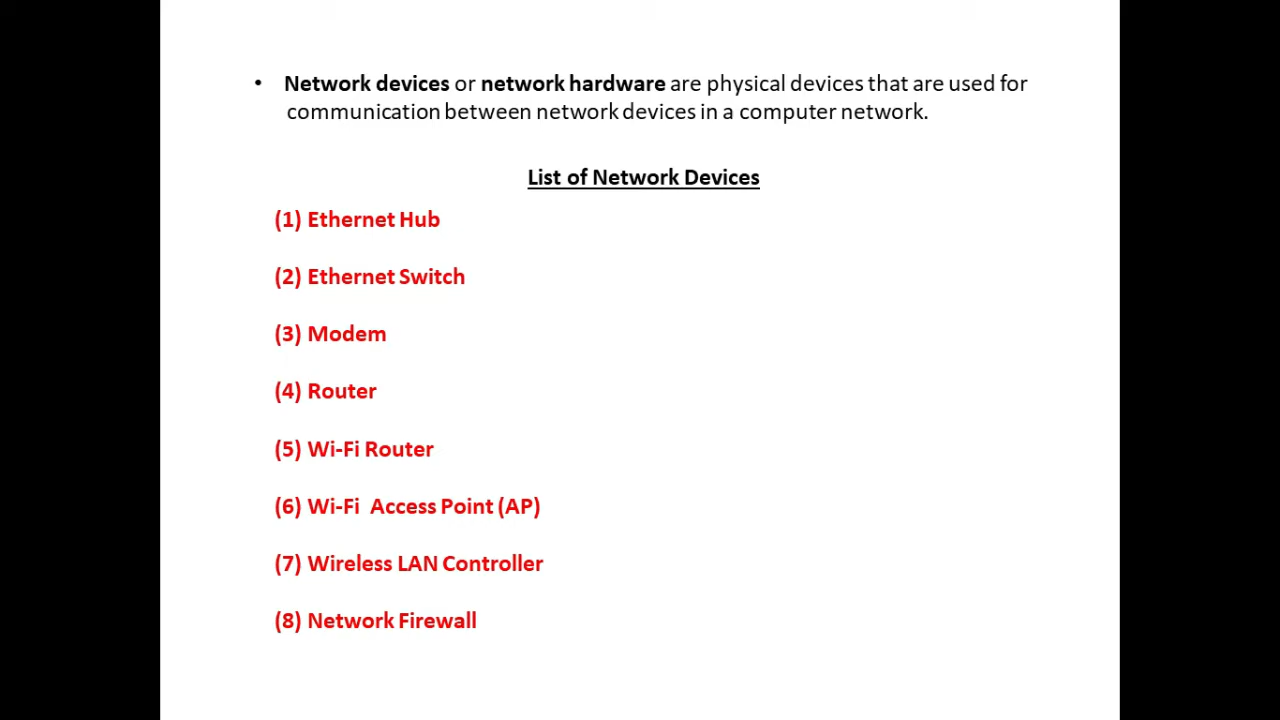 • Network devices or network hardware are physical devices that are used for
communication between network devices in a computer network.
List of Network Devices
(1) Ethernet Hub
(2) Ethernet Switch
(3) Modem
(4) Router
(5) Wi-Fi Router
(6) Wi-Fi  Access Point (AP)
(7) Wireless LAN Controller
(8) Network Firewall